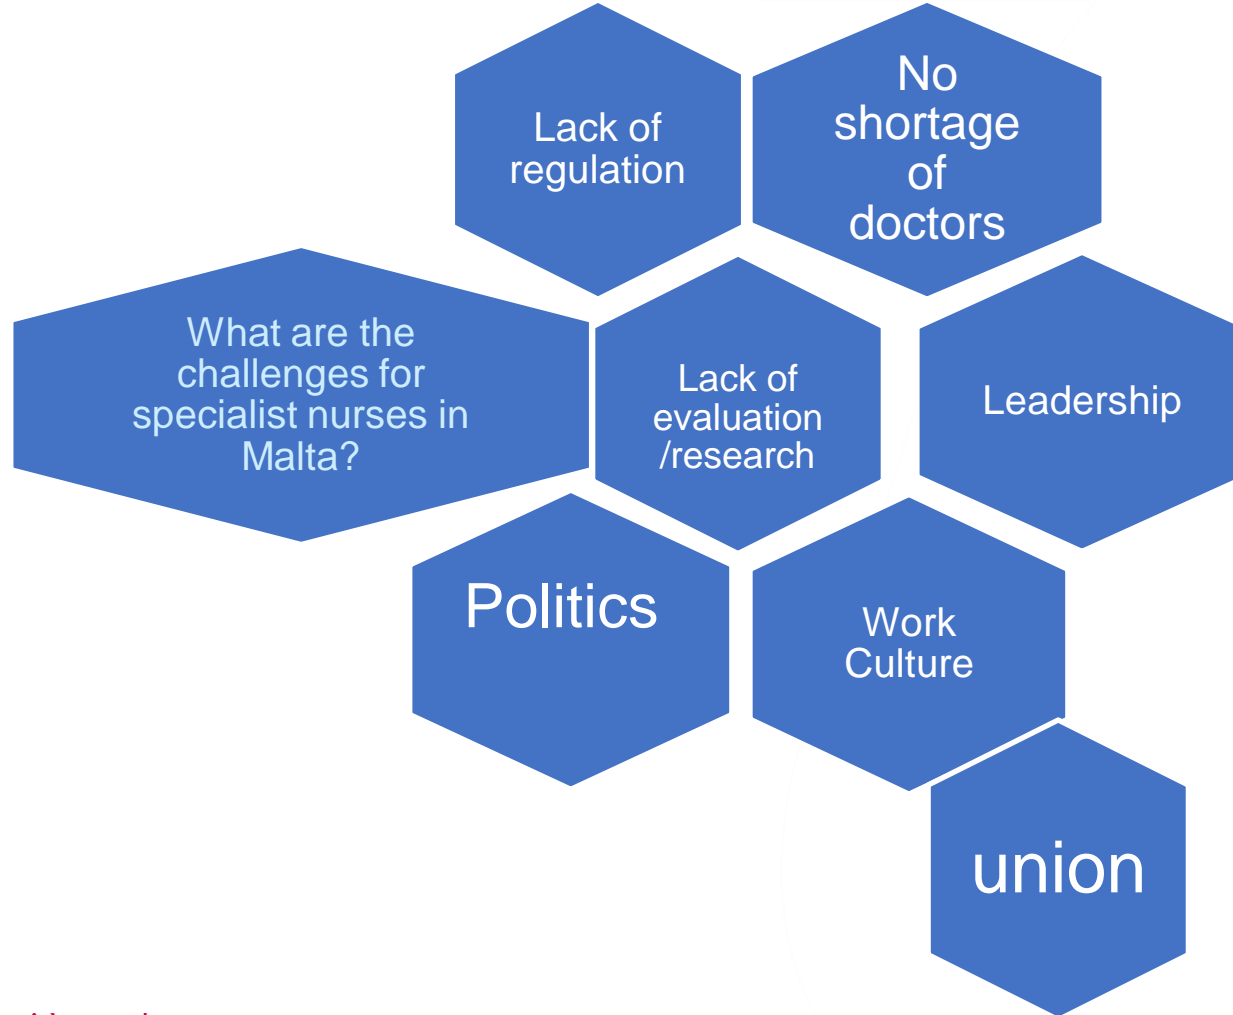 Lack of
regulation
No
shortage
of
doctors
What are the
challenges for
specialist nurses in
Malta?
Lack of
evaluation
/research
Leadership
Politics
Work
Culture
union